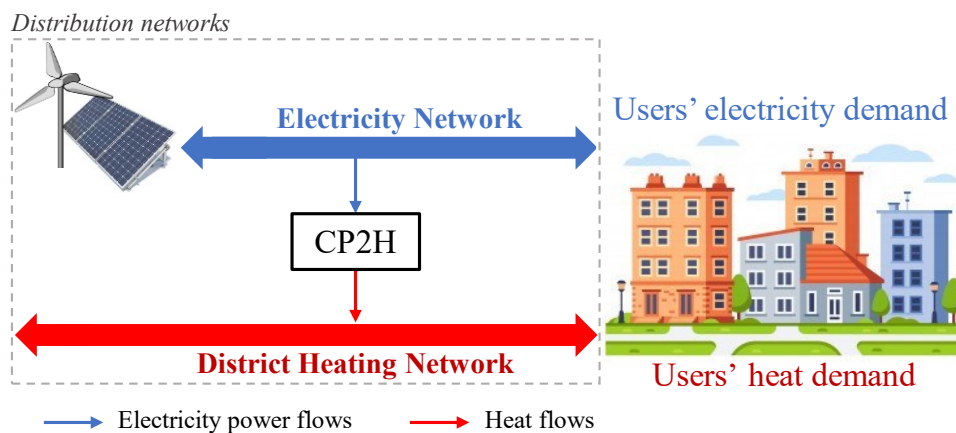 Distribution networks
Electricity Network
Users’ electricity demand
CP2H
District Heating Network
Users’ heat demand
Electricity power flows
Heat flows